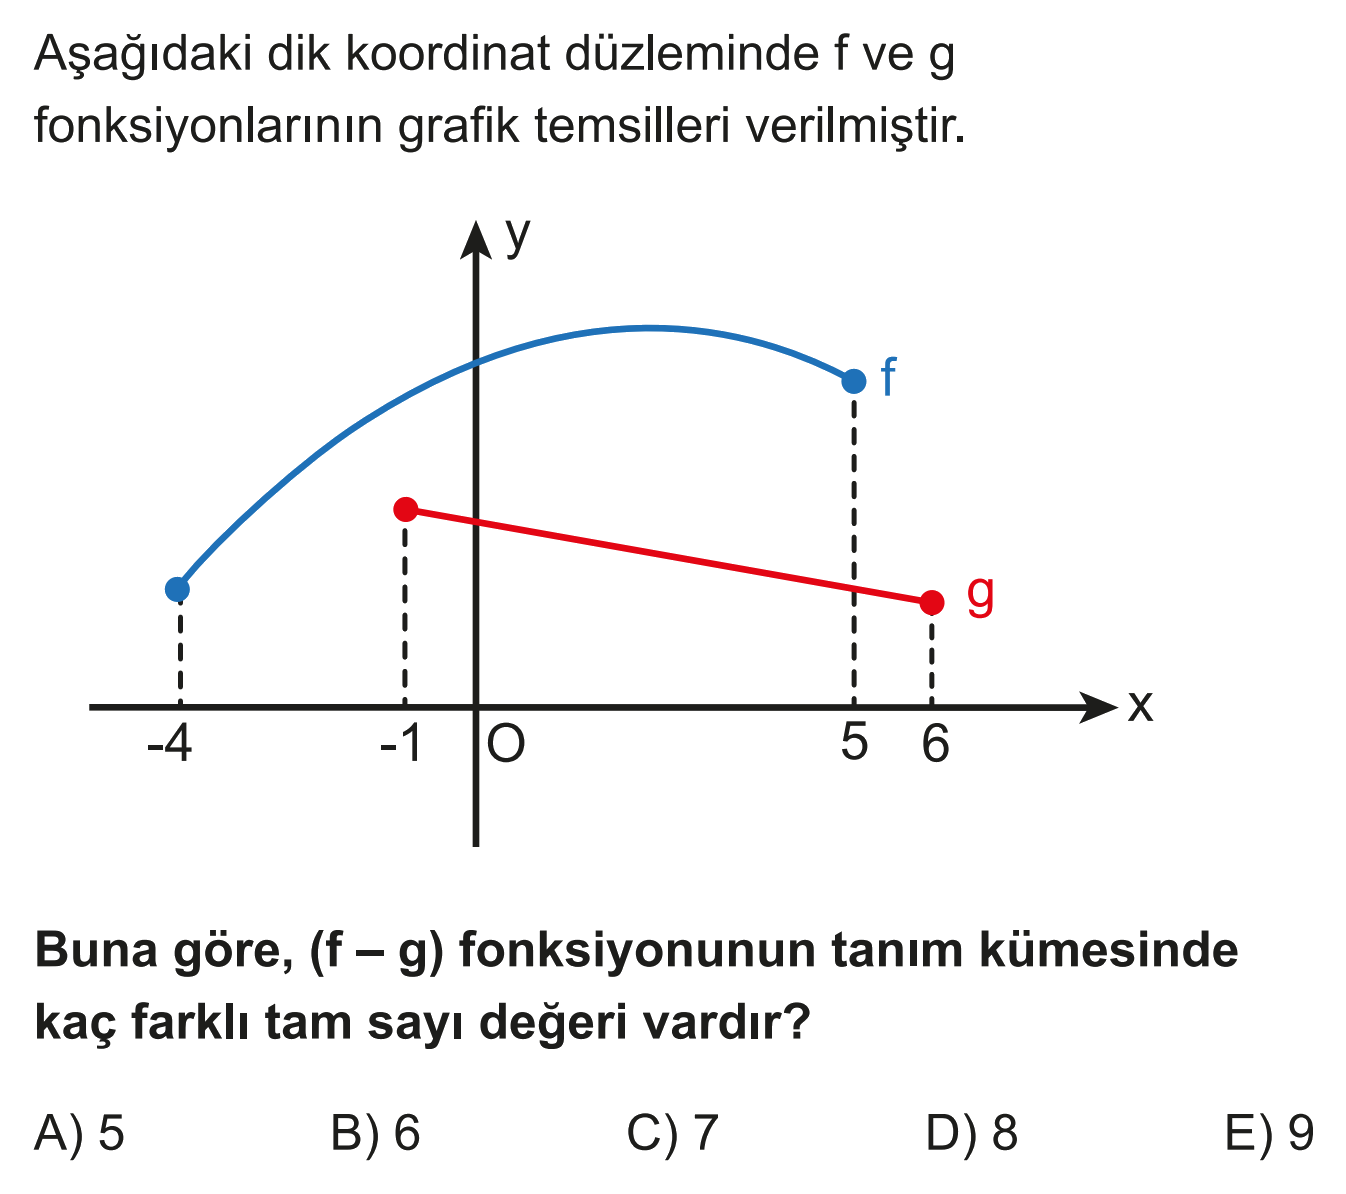 Aşağıdaki dik koordinat düzleminde f ve g
fonksiyonlarının grafik temsilleri verilmiştir.
y
f
g
x
-4 -1 O 5 6
Buna göre, (f – g) fonksiyonunun tanım kümesinde
kaç farklı tam sayı değeri vardır?
A) 5 B) 6 C) 7 D) 8 E) 9